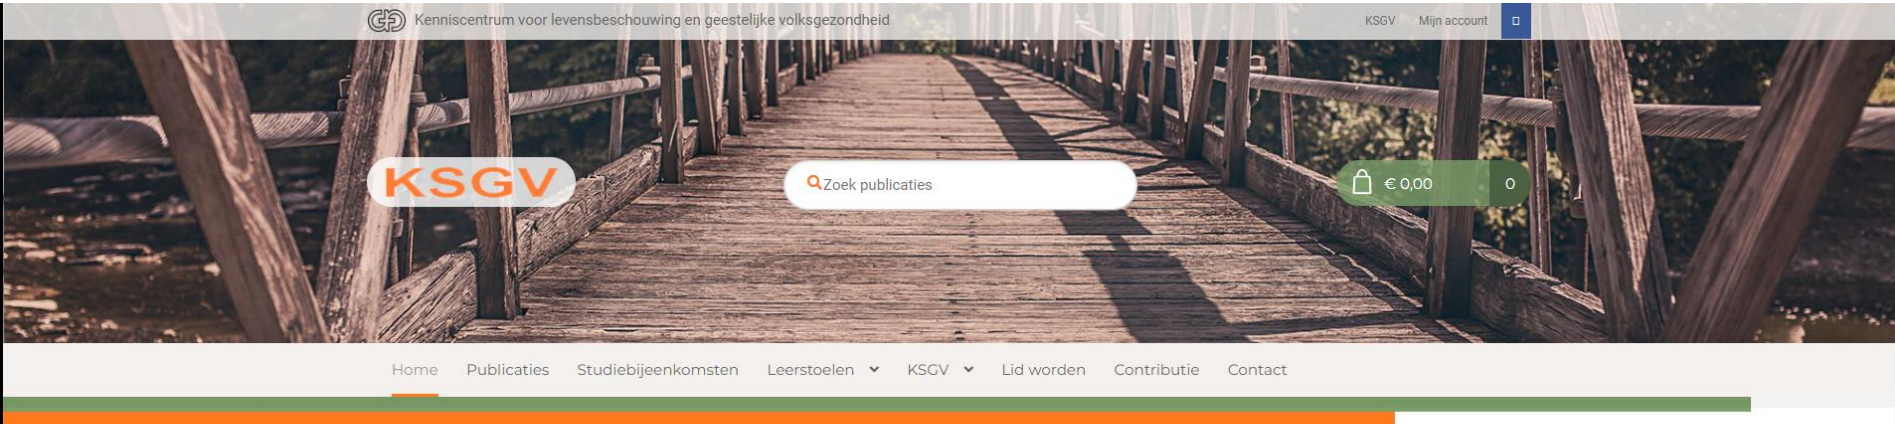 Kenniscentrum voor levensbeschouwing en geestelijke volksgezondheid
KSGV Mijn account
KSGV
Zoek publicaties
€ 0,00 0
Home Publicaties Studiebijeenkomsten Leerstoelen KSGV Lid worden Contributie Contact